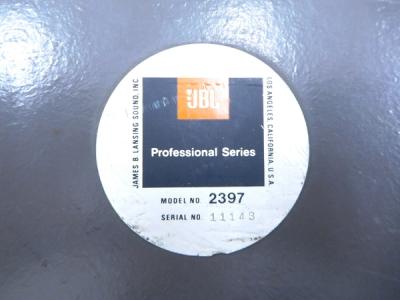 JBL
Professional Series
JAMES B. LANSING SOUND, INC.
LOS ANGELES, CALIFORNIA, U.S.A.
MODEL NO. 2397
SERIAL NO. 11143